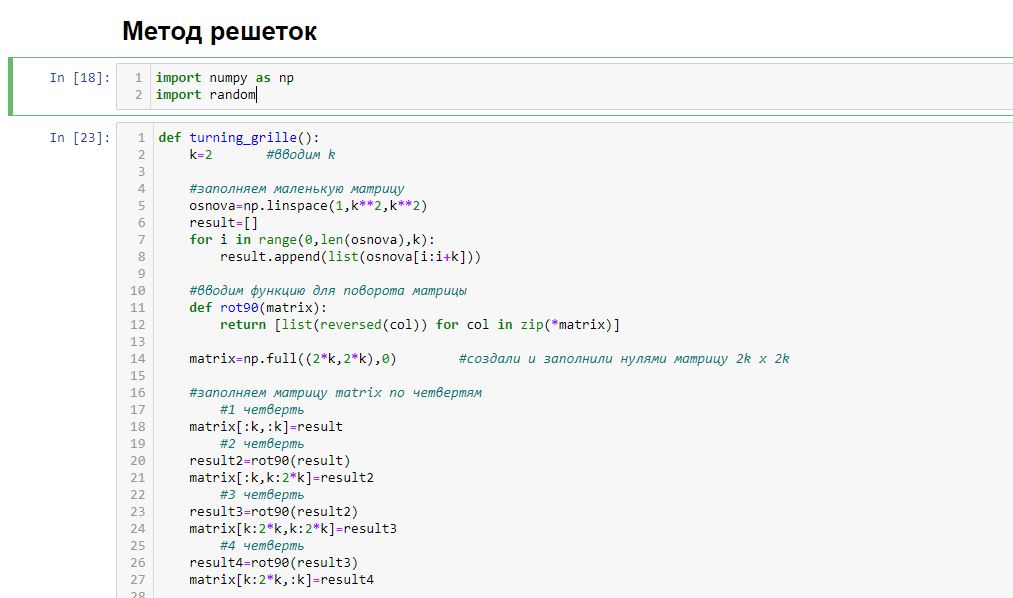 Метод решеток
In [18]:
1 import numpy as np
2 import random
In [23]:
1 def turning_grille():
2     k=2       #вводим k
3
4     #заполняем маленькую матрицу
5     osnova=np.linspace(1,k**2,k**2)
6     result=[]
7     for i in range(0,len(osnova),k):
8         result.append(list(osnova[i:i+k]))
9
10     #вводим функцию для поворота матрицы
11     def rot90(matrix):
12         return [list(reversed(col)) for col in zip(*matrix)]
13
14     matrix=np.full((2*k,2*k),0)        #создали и заполнили нулями матрицу 2k x 2k
15
16     #заполняем матрицу matrix по четвертям
17         #1 четверть
18     matrix[:k,:k]=result
19         #2 четверть
20     result2=rot90(result)
21     matrix[:k,k:2*k]=result2
22         #3 четверть
23     result3=rot90(result2)
24     matrix[k:2*k,k:2*k]=result3
25         #4 четверть
26     result4=rot90(result3)
27     matrix[k:2*k,:k]=result4
28